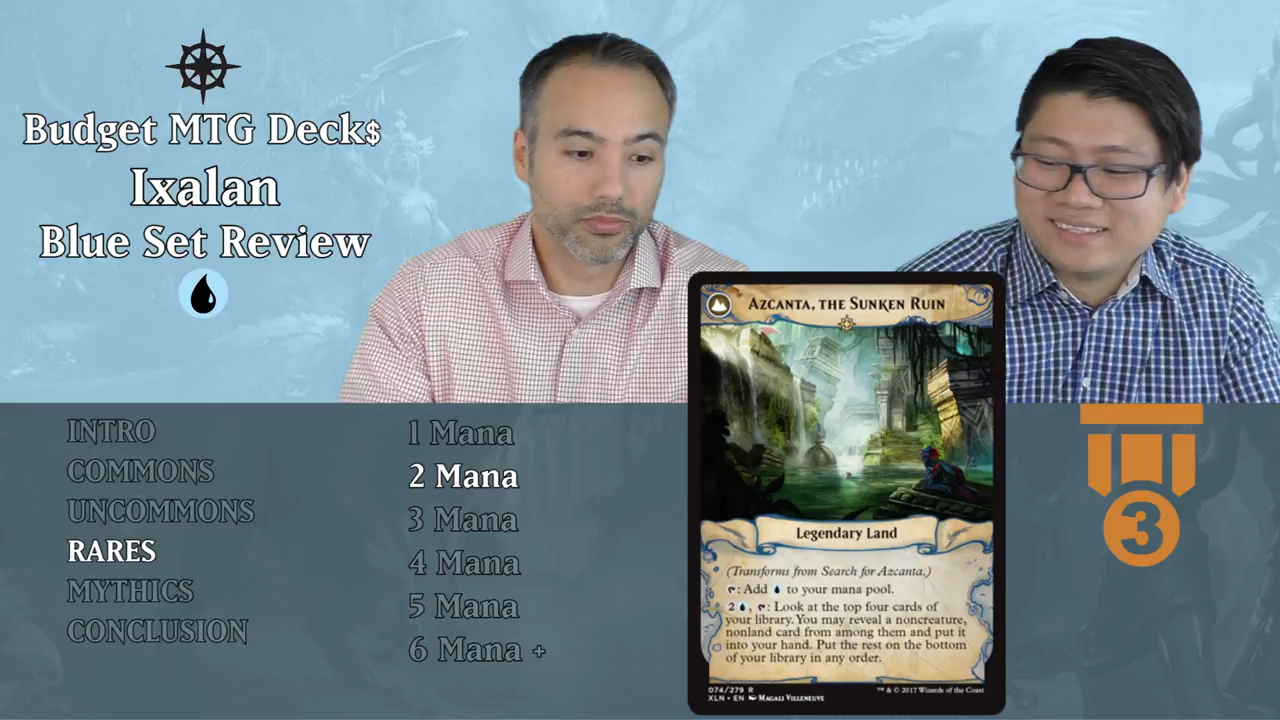 Budget MTG Deck$
Ixalan
Blue Set Review
INTRO
COMMONS
UNCOMMONS
RARES
MYTHICS
CONCLUSION
1 Mana
2 Mana
3 Mana
4 Mana
5 Mana
6 Mana +
Azcanta, the Sunken Ruin
Legendary Land
(Transforms from Search for Azcanta.)
: Add to your mana pool.
2 , : Look at the top four cards of
your library. You may reveal a noncreature,
nonland card from among them and put it
into your hand. Put the rest on the bottom
of your library in any order.
074/279 R
XLN • EN Magali Villeneuve
™ & © 2017 Wizards of the Coast
3